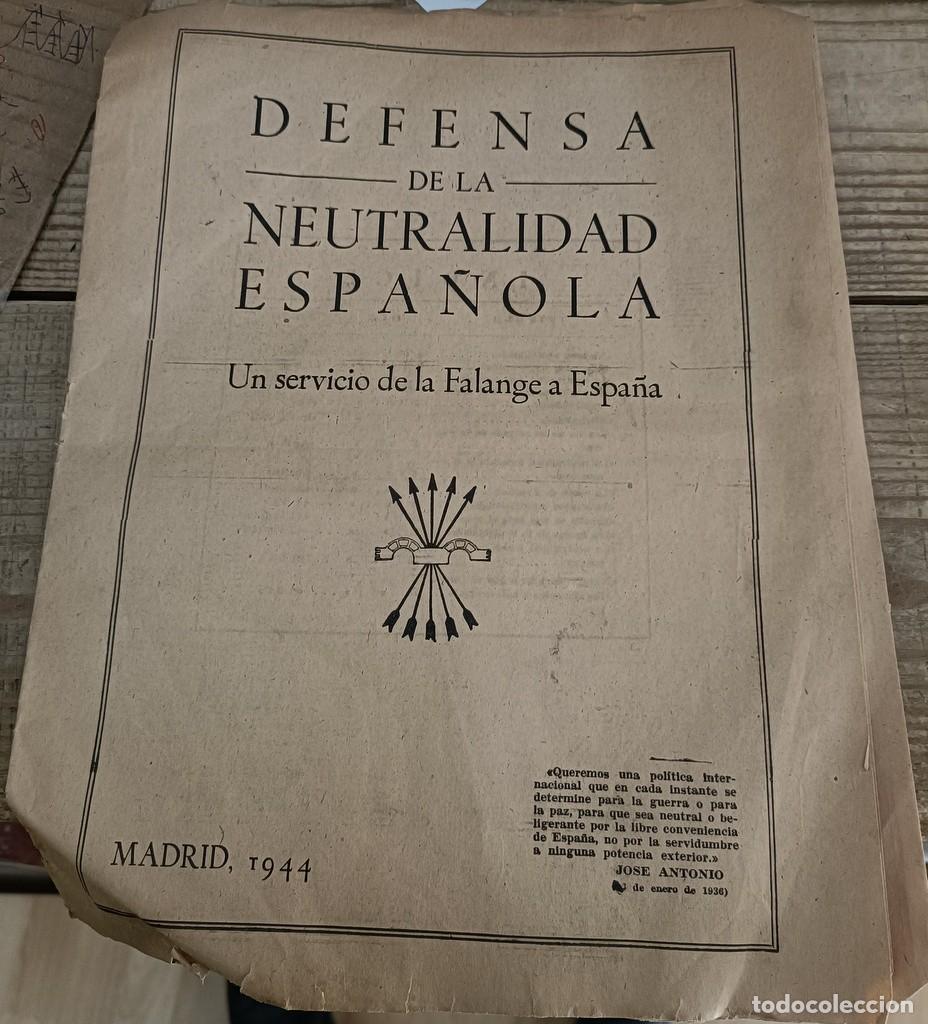 DEFENSA
DE LA
NEUTRALIDAD
ESPAÑOLA
Un servicio de la Falange a España
«Queremos una política inter-
nacional que en cada instante se
determine para la guerra o para
la paz, para que sea neutral o be-
ligerante por la libre conveniencia
de España, no por la servidumbre
a ninguna potencia exterior.»
JOSE ANTONIO
de enero de 1936)
MADRID, 1944
todocoleccion